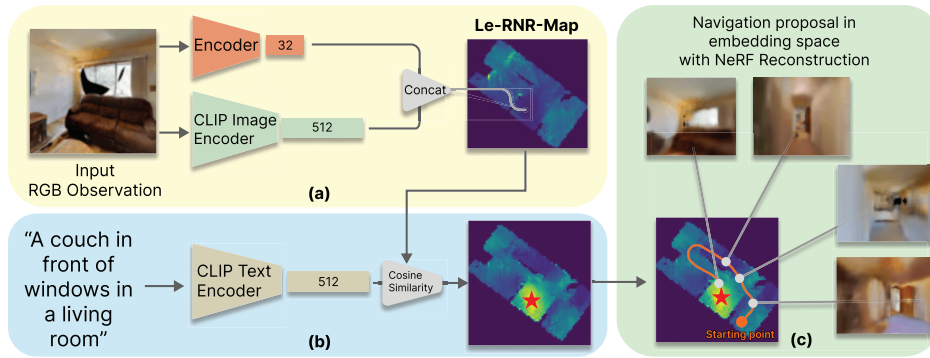 Encoder
32
CLIP Image
Encoder
512
Concat
Le-RNR-Map
Input
RGB Observation
(a)
“A couch in
front of
windows in
a living
room”
CLIP Text
Encoder
512
Cosine
Similarity
(b)
Navigation proposal in
embedding space
with NeRF Reconstruction
Starting point
(c)